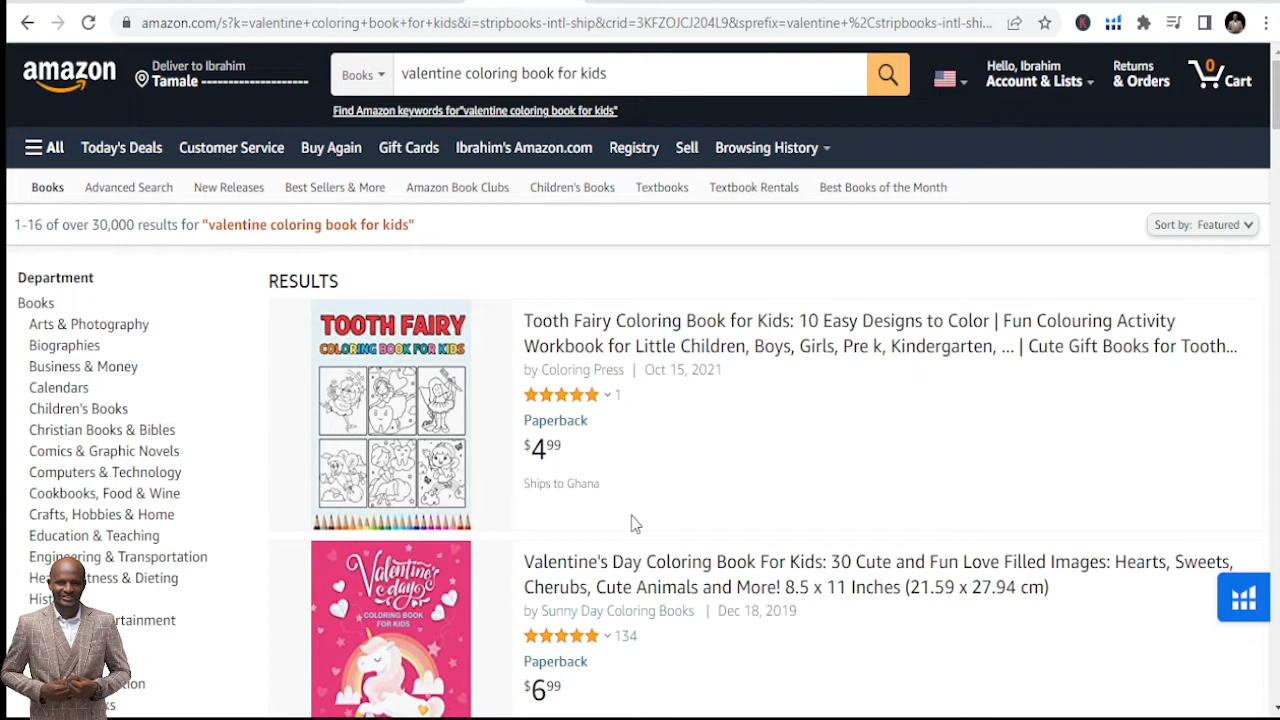 amazon.com/s?k=valentine+coloring+book+for+kids&i=stripbooks-intl-ship&crid=3KFZOJCJ204L9&sprefix=valentine+%2Cstripbooks-intl-shi...
amazon
Deliver to Ibrahim
Tamale
Books
valentine coloring book for kids
Find Amazon keywords for"valentine coloring book for kids"
Hello, Ibrahim
Account & Lists
Returns
& Orders
0
Cart
All Today's Deals Customer Service Buy Again Gift Cards Ibrahim's Amazon.com Registry Sell Browsing History
Books Advanced Search New Releases Best Sellers & More Amazon Book Clubs Children's Books Textbooks Textbook Rentals Best Books of the Month
1-16 of over 30,000 results for "valentine coloring book for kids"
Sort by: Featured
Department
Books
Arts & Photography
Biographies
Business & Money
Calendars
Children's Books
Christian Books & Bibles
Comics & Graphic Novels
Computers & Technology
Cookbooks, Food & Wine
Crafts, Hobbies & Home
Education & Teaching
Engineering & Transportation
He tness & Dieting
Hist
rtainment
ion
ks
RESULTS
TOOTH FAIRY
COLORING BOOK FOR KIDS
Tooth Fairy Coloring Book for Kids: 10 Easy Designs to Color | Fun Colouring Activity
Workbook for Little Children, Boys, Girls, Pre k, Kindergarten, ... | Cute Gift Books for Tooth...
by Coloring Press | Oct 15, 2021
1
Paperback
$4.99
Ships to Ghana
Valentine's day
COLORING BOOK
FOR KIDS
Valentine's Day Coloring Book For Kids: 30 Cute and Fun Love Filled Images: Hearts, Sweets,
Cherubs, Cute Animals and More! 8.5 x 11 Inches (21.59 x 27.94 cm)
by Sunny Day Coloring Books | Dec 18, 2019
134
Paperback
$6.99